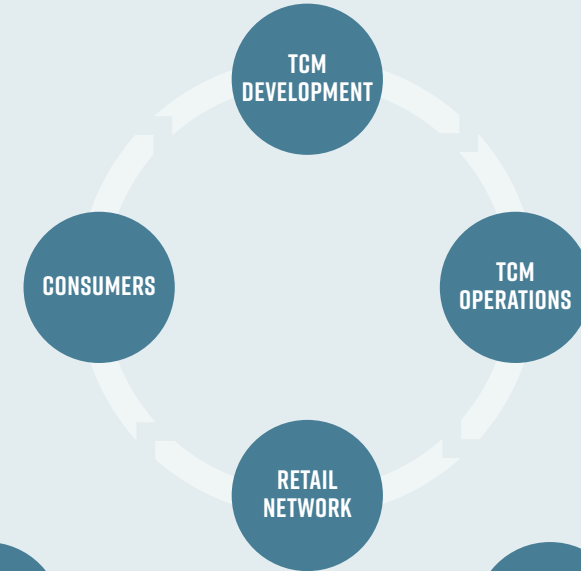 TCM
DEVELOPMENT
CONSUMERS
TCM
OPERATIONS
RETAIL
NETWORK